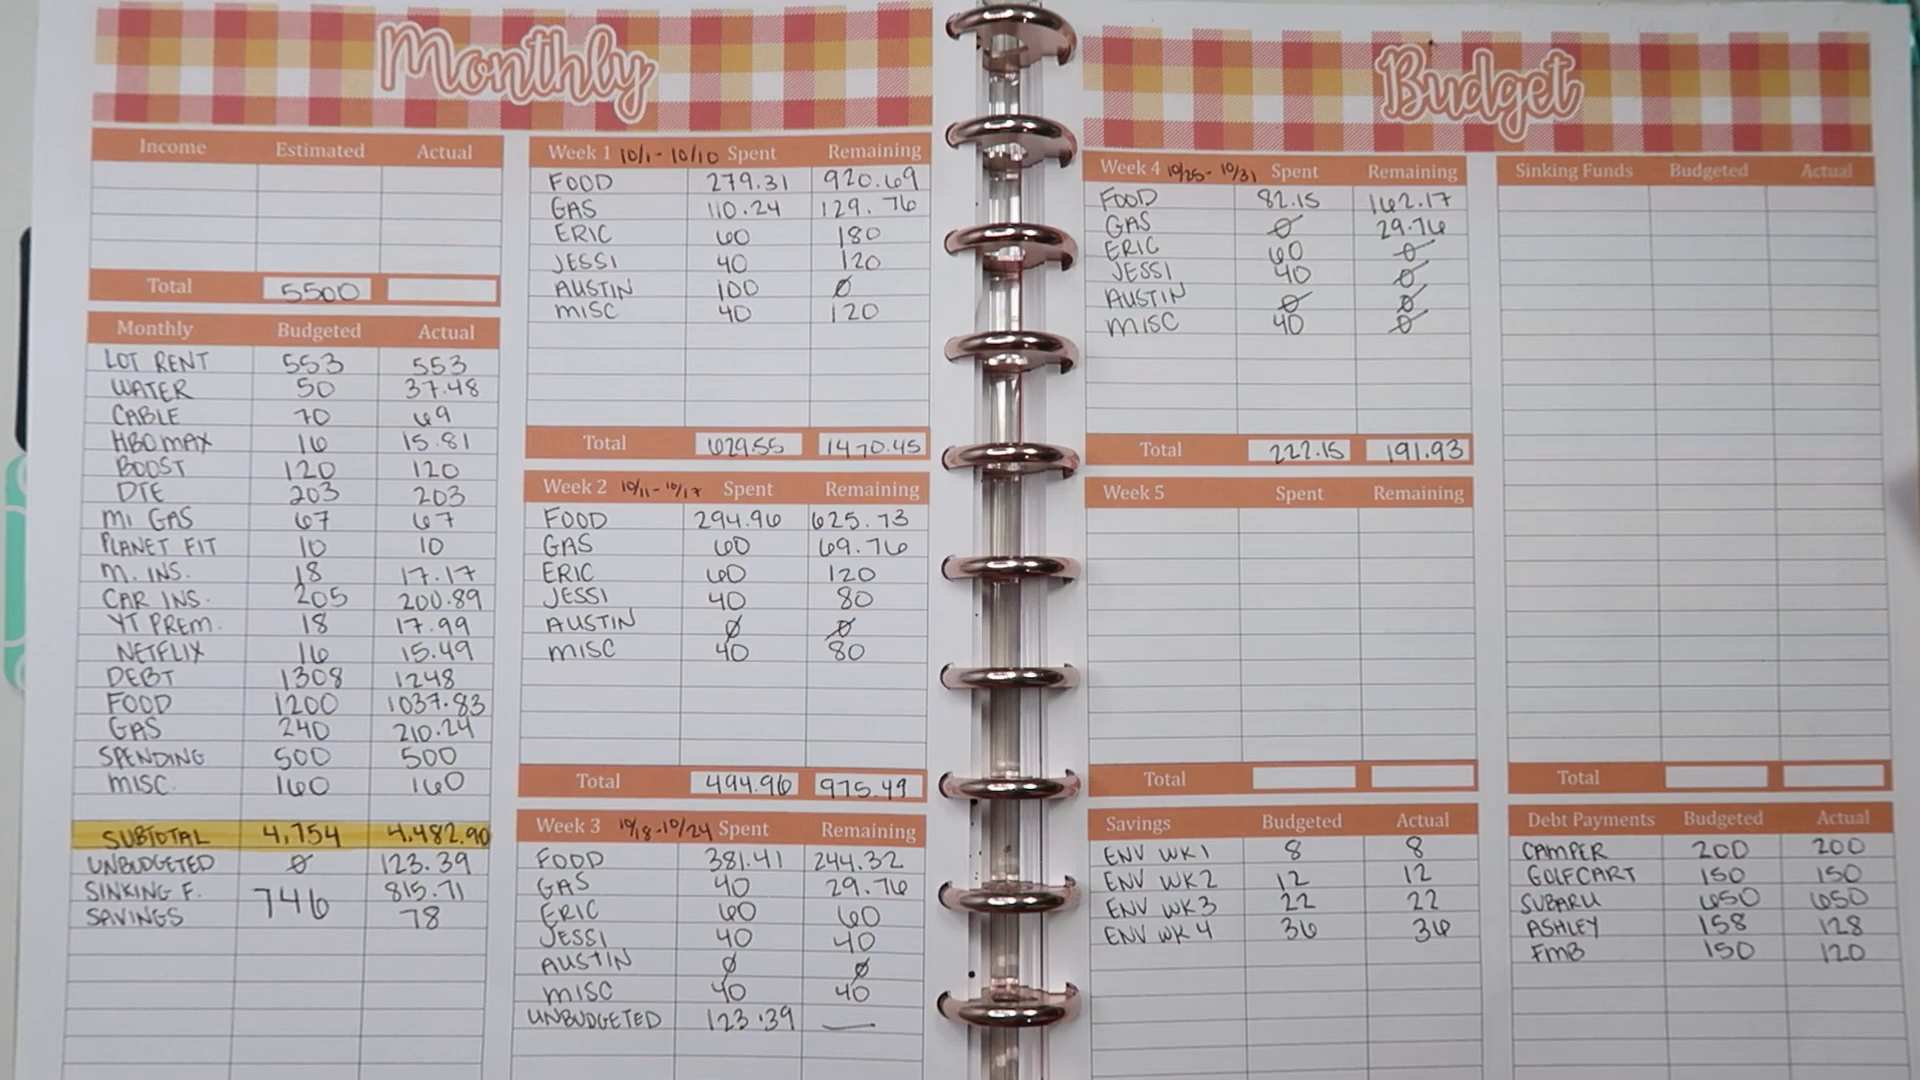 Monthly
Income Estimated Actual
Total 5500
Monthly Budgeted Actual
LOT RENT 553 553
WATER 50 37.48
CABLE 70 69
HBO MAX 16 15.81
BOOST 120 120
DTE 203 203
MI GAS 67 67
PLANET FIT 10 10
M. INS. 18 17.17
CAR INS. 205 200.89
YT PREM. 18 17.99
NETFLIX 16 15.49
DEBT 1308 1248
FOOD 1200 1037.83
GAS 240 210.24
SPENDING 500 500
MISC. 160 160
SUBTOTAL 4,754 4,482.90
UNBUDGETED 0 123.39
SINKING F. 746 815.71
SAVINGS 78
Week 1 10/1 - 10/10 Spent Remaining
FOOD 279.31 920.69
GAS 110.24 129.76
ERIC 60 180
JESSI 40 120
AUSTIN 100 0
MISC 40 120
Total 629.55 1470.45
Week 2 10/11 - 10/17 Spent Remaining
FOOD 294.96 625.73
GAS 60 69.76
ERIC 60 120
JESSI 40 80
AUSTIN 0 0
MISC 40 80
Total 494.96 975.49
Week 3 10/18 - 10/24 Spent Remaining
FOOD 381.41 244.32
GAS 40 29.76
ERIC 60 60
JESSI 40 40
AUSTIN 0 0
MISC 40 40
UNBUDGETED 123.39 —
Budget
Week 4 10/25 - 10/31 Spent Remaining
FOOD 82.15 162.17
GAS 0 29.76
ERIC 60 0
JESSI 40 0
AUSTIN 0 0
MISC 40 0
Total 222.15 191.93
Week 5 Spent Remaining
Total
Savings Budgeted Actual
ENV WK1 8 8
ENV WK2 12 12
ENV WK3 22 22
ENV WK4 36 36
Sinking Funds Budgeted Actual
Total
Debt Payments Budgeted Actual
CAMPER 200 200
GOLFCART 150 150
SUBARU 650 650
ASHLEY 158 128
FMB 150 120